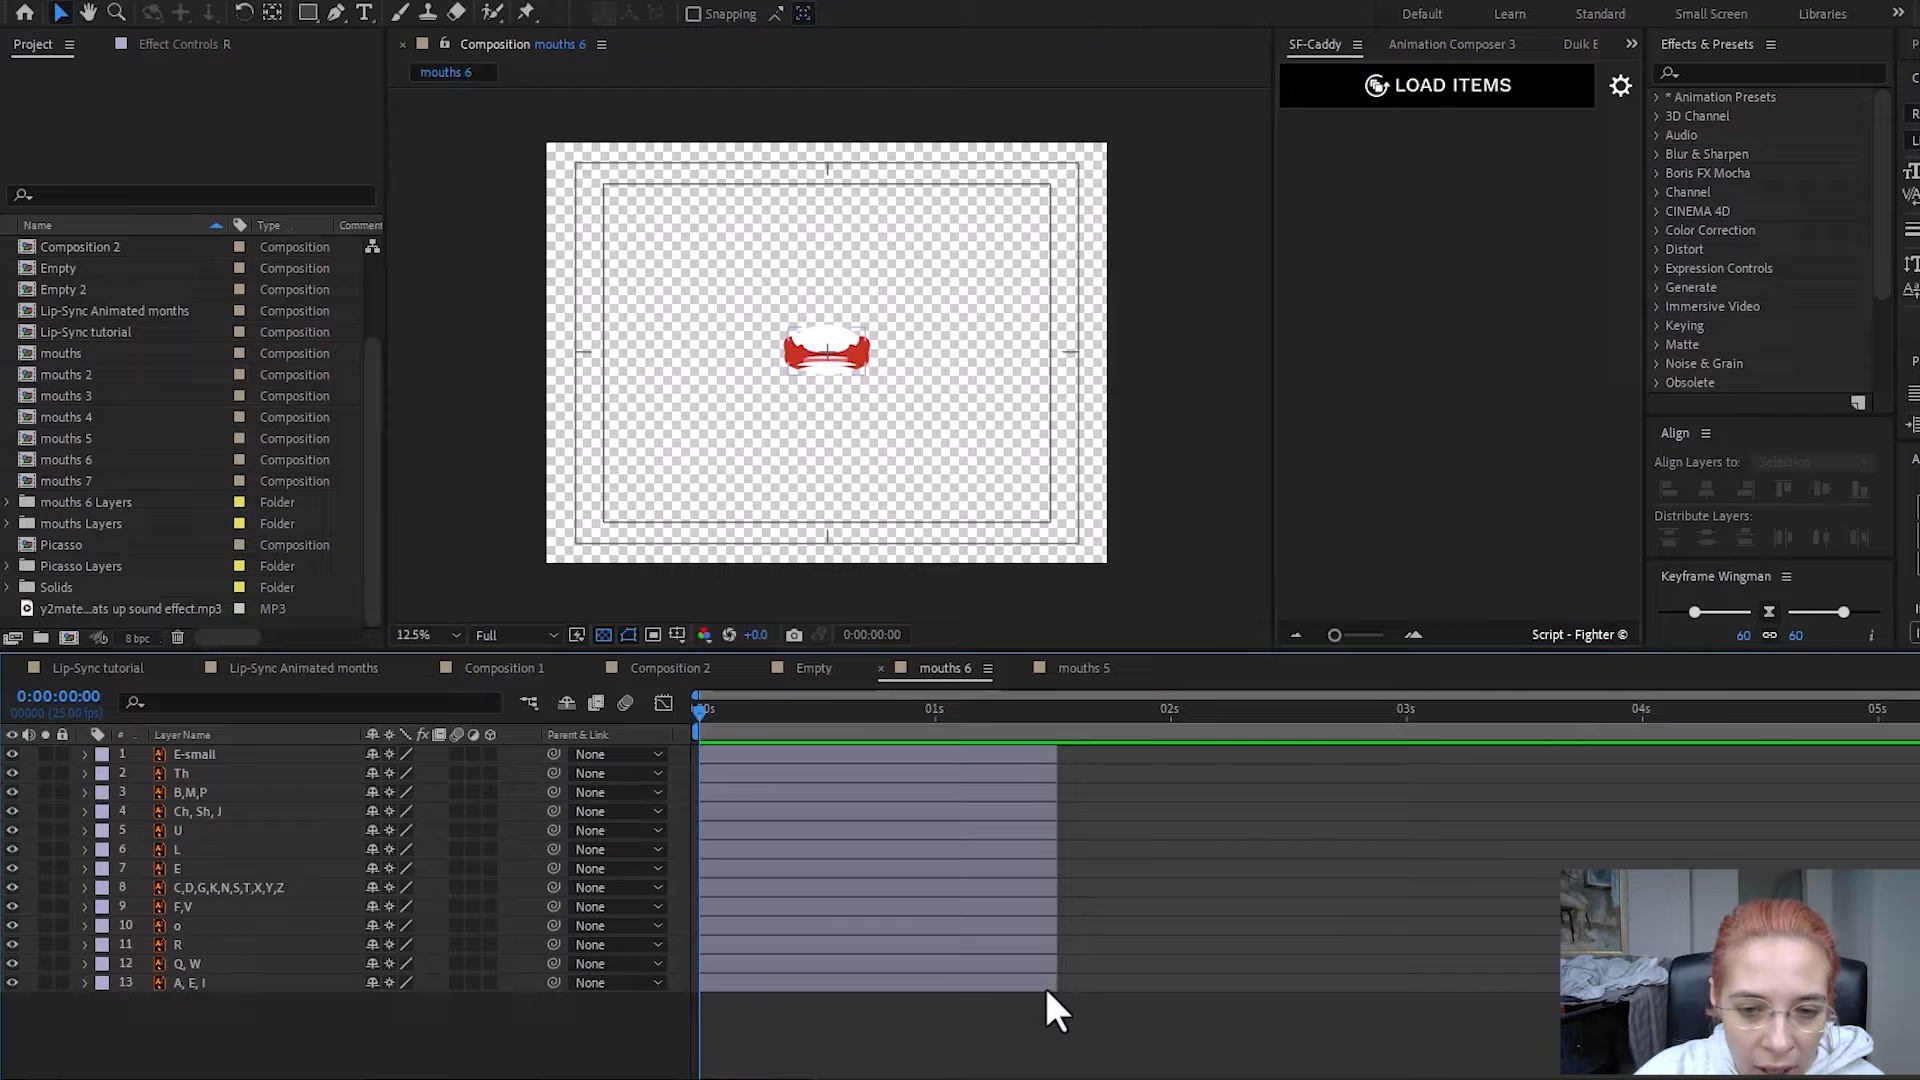 Snapping
Default
Learn
Standard
Small Screen
Libraries
Project
Effect Controls R
Composition mouths 6
SF-Caddy
Animation Composer 3
Duik
Effects & Presets
mouths 6
LOAD ITEMS
* Animation Presets
3D Channel
Audio
Blur & Sharpen
Boris FX Mocha
Channel
CINEMA 4D
Color Correction
Distort
Expression Controls
Generate
Immersive Video
Keying
Matte
Noise & Grain
Obsolete
Name Type Comment
Composition 2 Composition
Empty Composition
Empty 2 Composition
Lip-Sync Animated months Composition
Lip-Sync tutorial Composition
mouths Composition
mouths 2 Composition
mouths 3 Composition
mouths 4 Composition
mouths 5 Composition
mouths 6 Composition
mouths 7 Composition
mouths 6 Layers Folder
mouths Layers Folder
Picasso Composition
Picasso Layers Folder
Solids Folder
y2mate...ats up sound effect.mp3 MP3
Align
Align Layers to: Selection
Distribute Layers:
Keyframe Wingman
60 60 i
8 bpc
12.5% Full +0.0 0:00:00:00
Script - Fighter ©
Lip-Sync tutorial
Lip-Sync Animated months
Composition 1
Composition 2
Empty
mouths 6
mouths 5
0:00:00:00
00000 (25.00 fps)
00s 01s 02s 03s 04s 05s
# Layer Name fx Parent & Link
1 E-small None
2 Th None
3 B,M,P None
4 Ch, Sh, J None
5 U None
6 L None
7 E None
8 C,D,G,K,N,S,T,X,Y,Z None
9 F,V None
10 o None
11 R None
12 Q, W None
13 A, E, I None